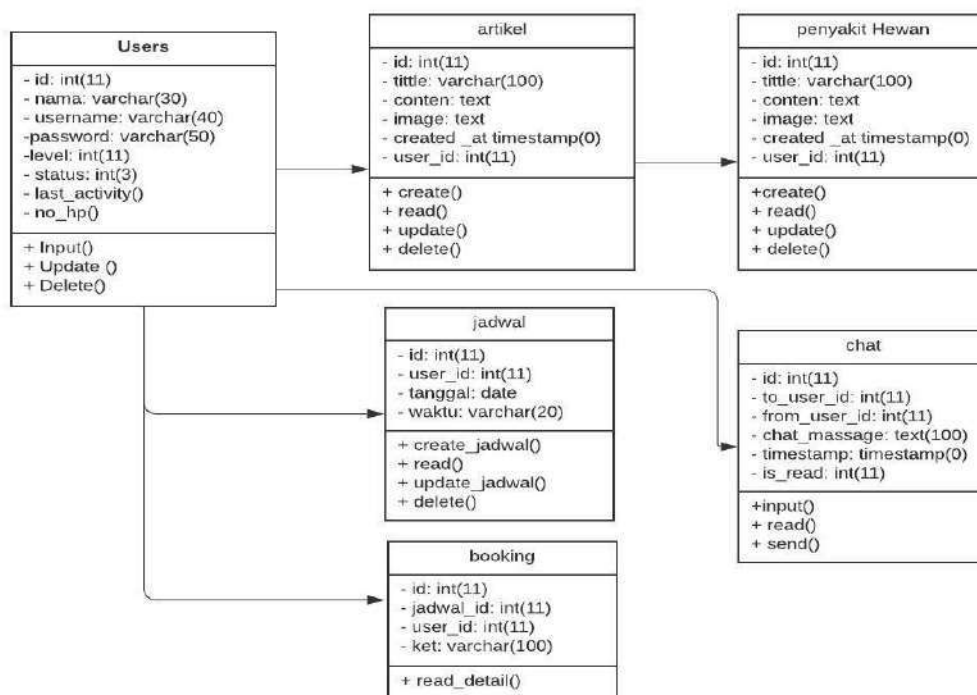 Users
- id: int(11)
- nama: varchar(30)
- username: varchar(40)
-password: varchar(50)
-level: int(11)
- status: int(3)
- last_activity()
- no_hp()
+ Input()
+ Update ()
+ Delete()
artikel
- id: int(11)
- tittle: varchar(100)
- conten: text
- image: text
- created _at timestamp(0)
- user_id: int(11)
+ create()
+ read()
+ update()
+ delete()
penyakit Hewan
- id: int(11)
- tittle: varchar(100)
- conten: text
- image: text
- created _at timestamp(0)
- user_id: int(11)
+create()
+ read()
+ update()
+ delete()
jadwal
- id: int(11)
- user_id: int(11)
- tanggal: date
- waktu: varchar(20)
+ create_jadwal()
+ read()
+ update_jadwal()
+ delete()
chat
- id: int(11)
- to_user_id: int(11)
- from_user_id: int(11)
- chat_massage: text(100)
- timestamp: timestamp(0)
- is_read: int(11)
+input()
+ read()
+ send()
booking
- id: int(11)
- jadwal_id: int(11)
- user_id: int(11)
- ket: varchar(100)
+ read_detail()